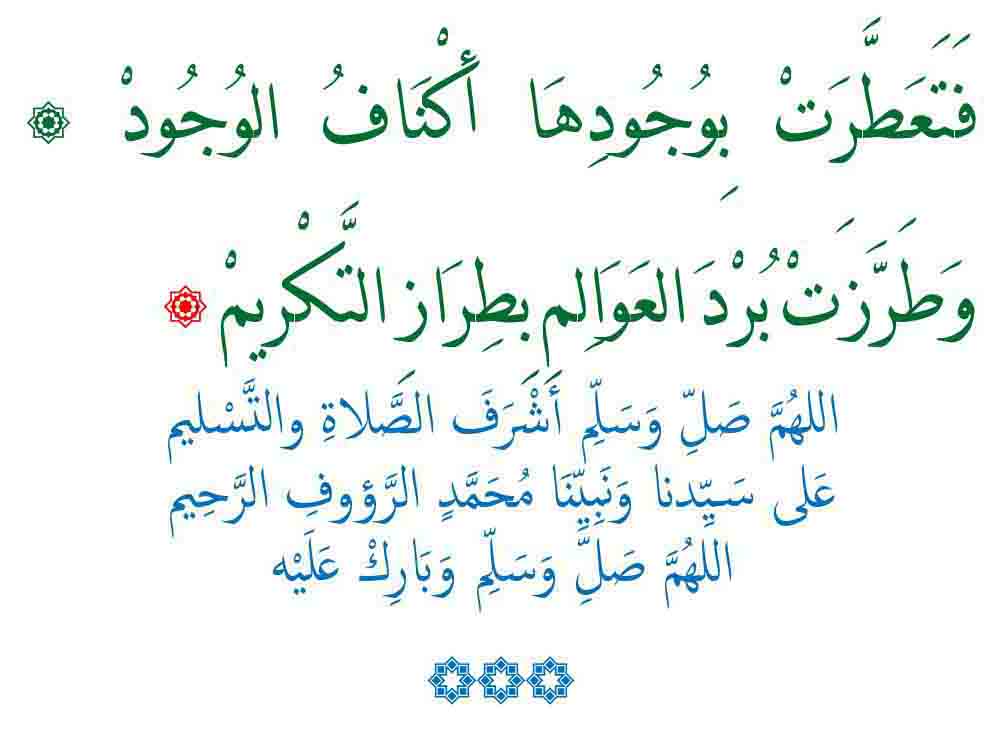 فَتَعَطَّرَتْ بِوُجُودِهَا أَكْنَافُ الوُجُودْ
وَطَرَّزَتْ بُرْدَ العَوَالِمِ بِطِرَازِ التَّكْرِيمْ
اللهُمَّ صَلِّ وَسَلِّم أَشْرَفَ الصَّلاةِ والتَّسْليم
عَلى سَيِّدنا وَنَبِيِّنَا مُحَمَّدٍ الرَّؤوفِ الرَّحِيم
اللهُمَّ صَلِّ وَسَلِّم وَبَارِكْ عَلَيْه